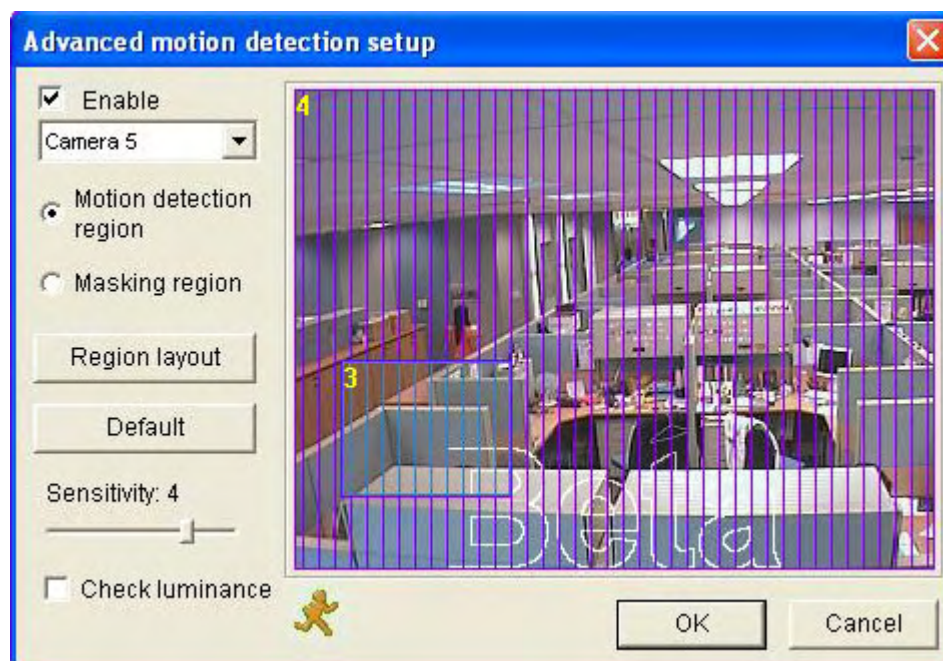 Advanced motion detection setup
Enable
Camera 5
Motion detection
region
Masking region
Region layout
Default
Sensitivity: 4
Check luminance
4
3
Beta
OK
Cancel